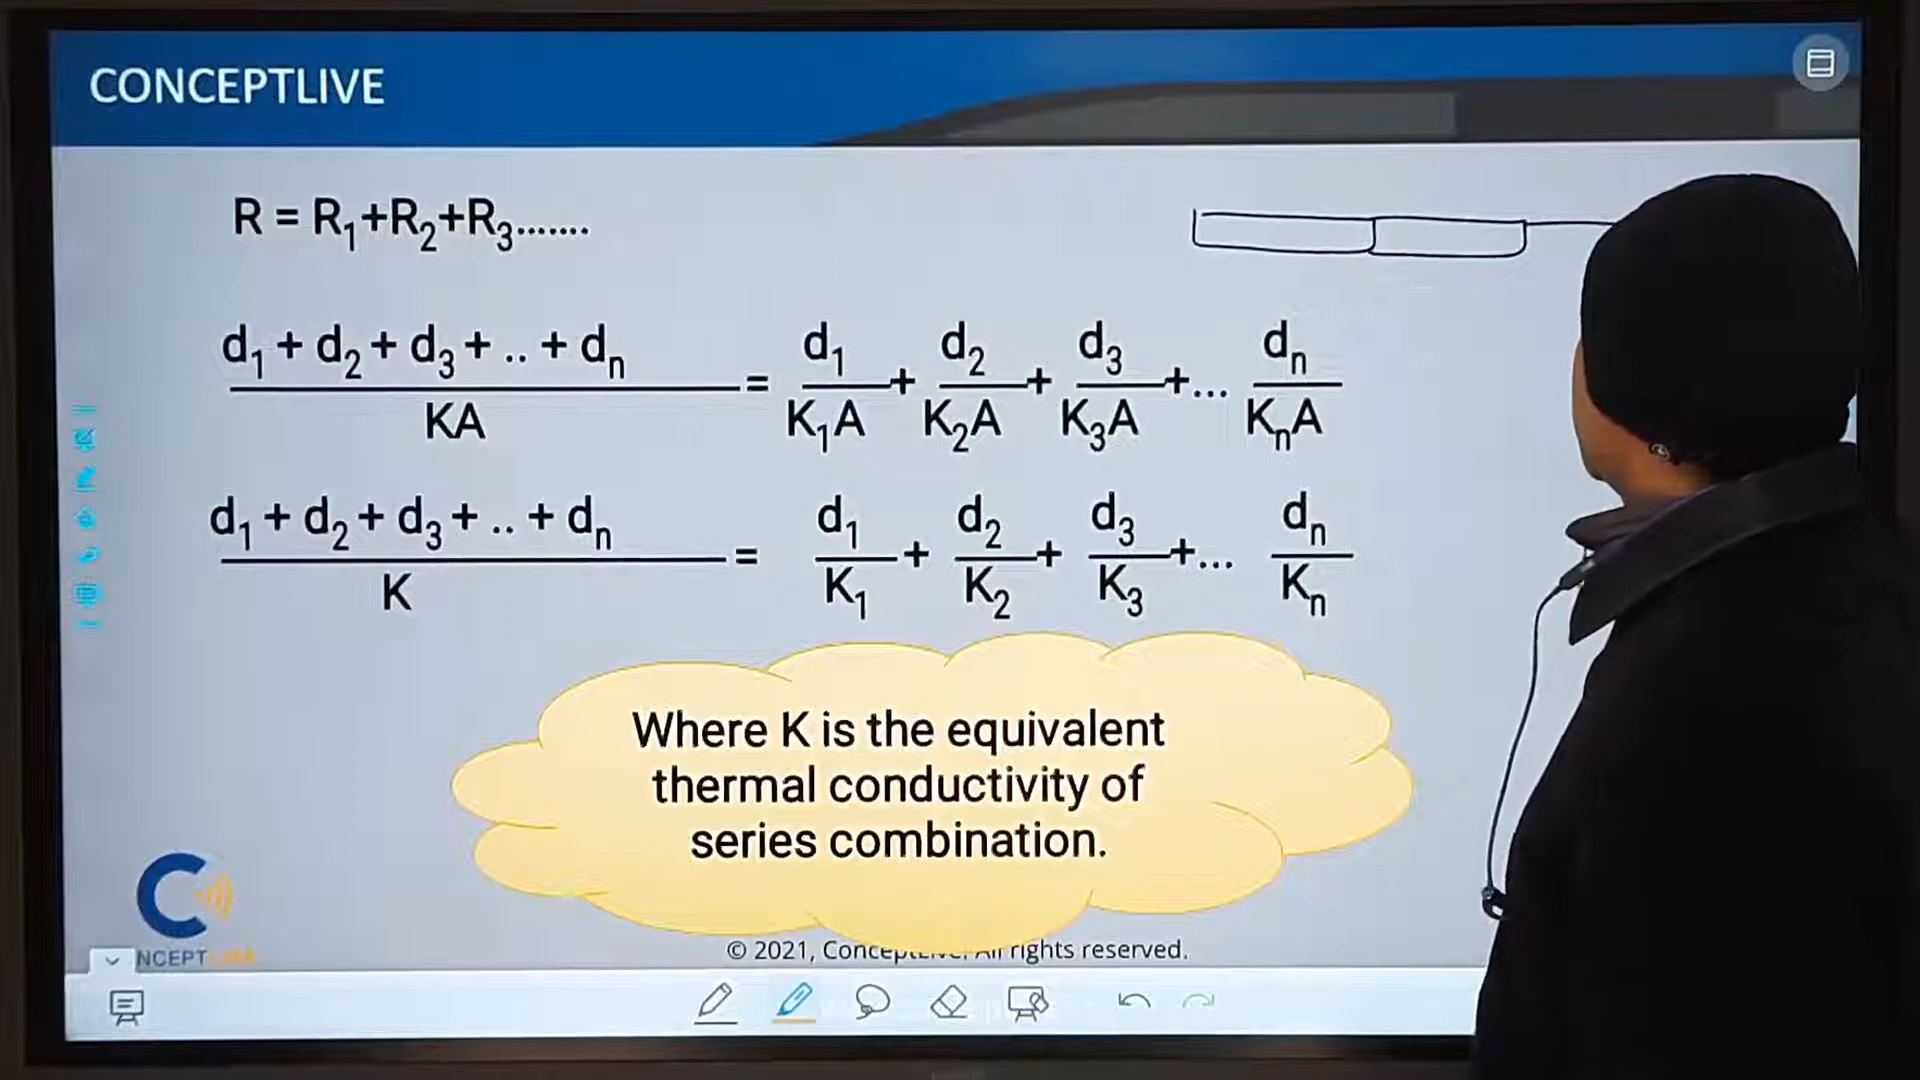 CONCEPTLIVE
R = R₁+R₂+R₃.......
d₁ + d₂ + d₃ + .. + dₙ / KA = d₁/K₁A + d₂/K₂A + d₃/K₃A +... dₙ/KₙA
d₁ + d₂ + d₃ + .. + dₙ / K = d₁/K₁ + d₂/K₂ + d₃/K₃ +... dₙ/Kₙ
Where K is the equivalent
thermal conductivity of
series combination.
NCEPT
© 2021, ConceptLive, All rights reserved.